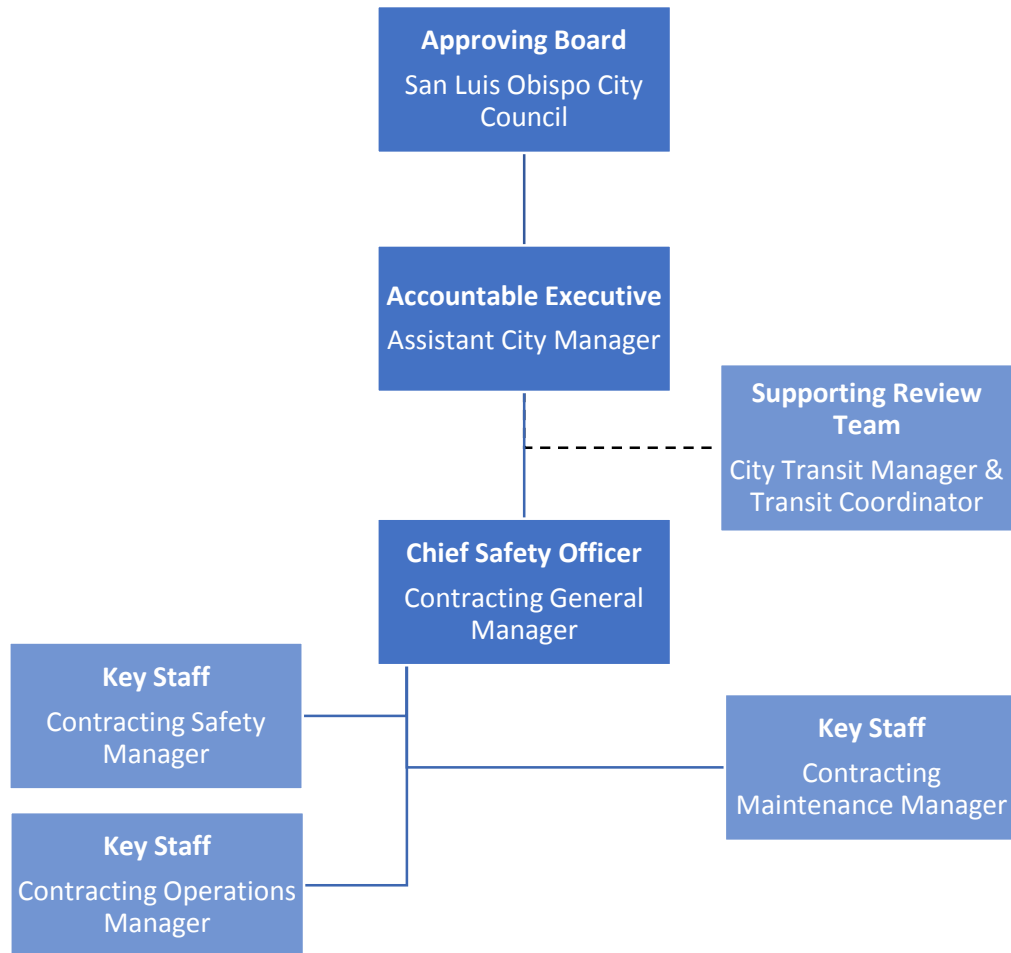 Approving Board
San Luis Obispo City
Council
Accountable Executive
Assistant City Manager
Supporting Review
Team
City Transit Manager &
Transit Coordinator
Chief Safety Officer
Contracting General
Manager
Key Staff
Contracting Safety
Manager
Key Staff
Contracting
Maintenance Manager
Key Staff
Contracting Operations
Manager